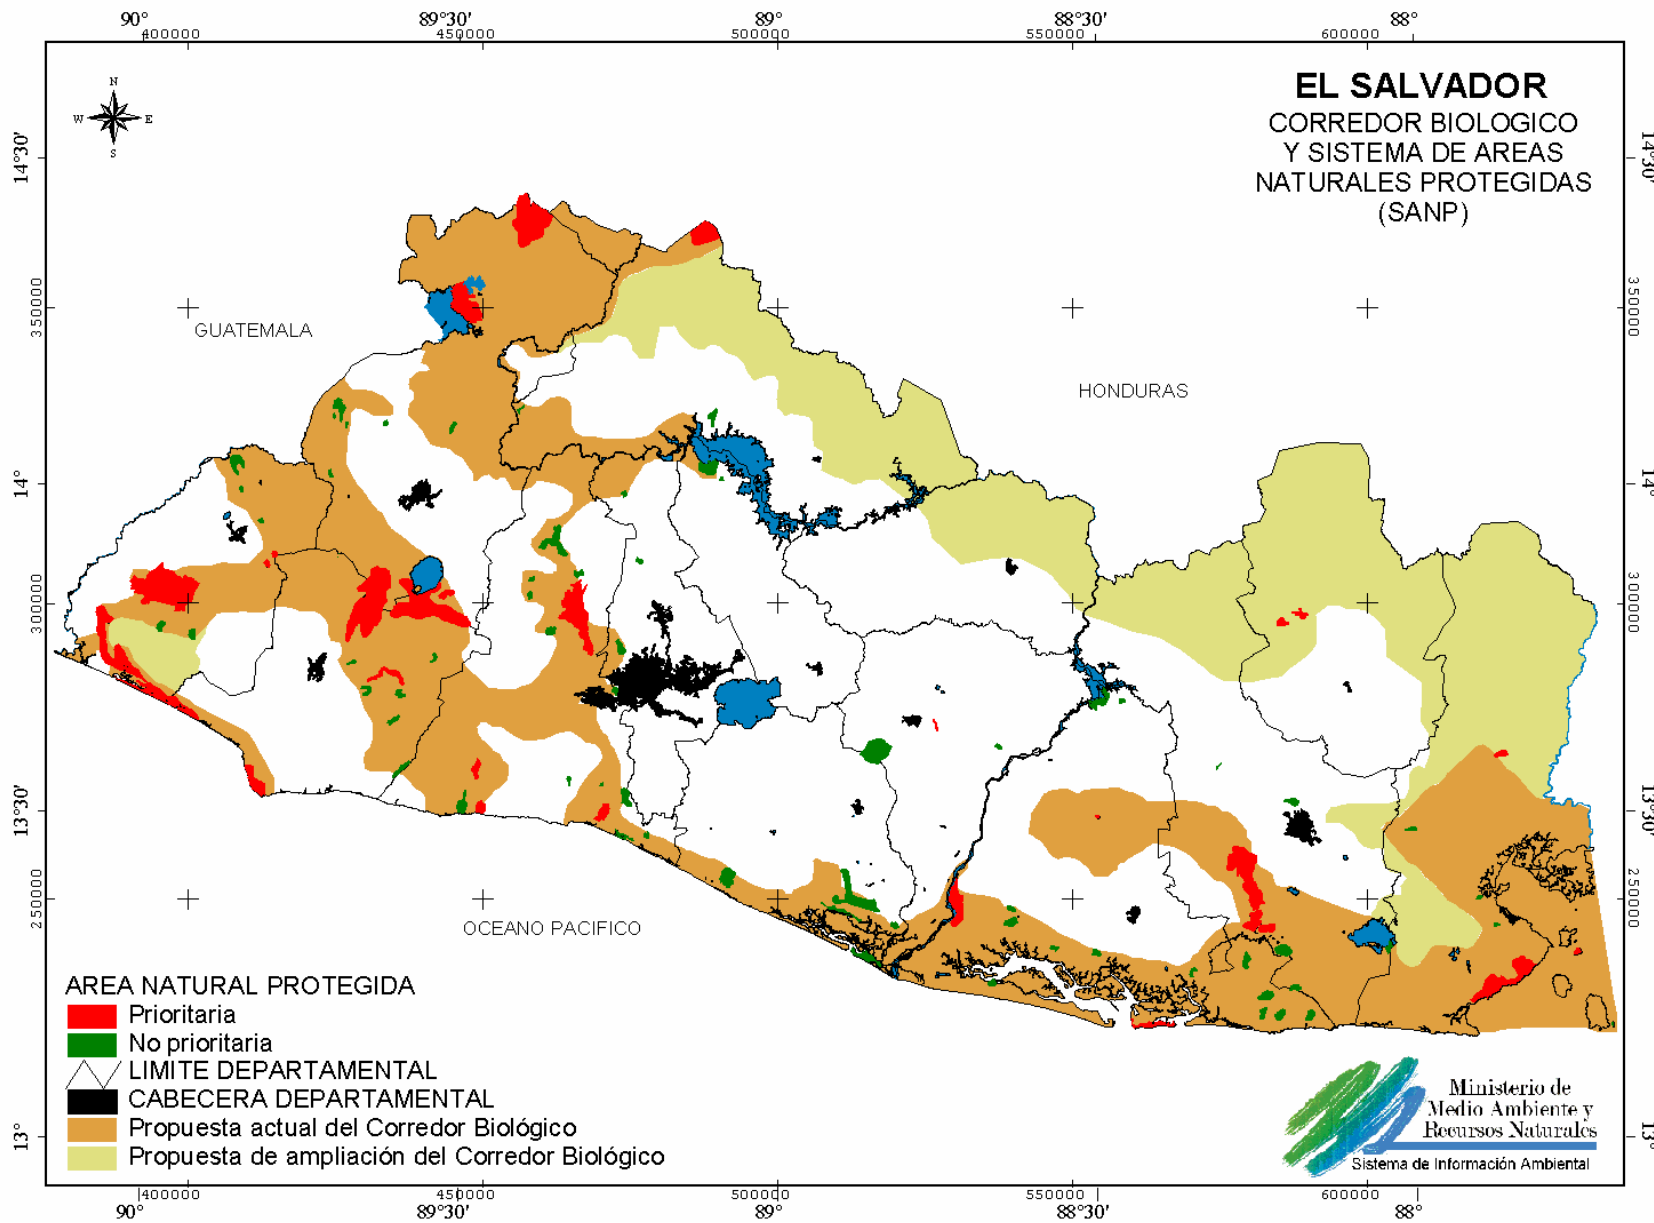 90° 89°30' 89° 88°30' 88°
400000 450000 500000 550000 600000
N
W E
S
EL SALVADOR
CORREDOR BIOLOGICO
Y SISTEMA DE AREAS
NATURALES PROTEGIDAS
(SANP)
14°30' 14°30'
350000 350000
GUATEMALA
HONDURAS
14° 14°
300000 300000
13°30' 13°30'
250000 250000
OCEANO PACIFICO
AREA NATURAL PROTEGIDA
Prioritaria
No prioritaria
LIMITE DEPARTAMENTAL
CABECERA DEPARTAMENTAL
Propuesta actual del Corredor Biológico
Propuesta de ampliación del Corredor Biológico
Ministerio de
Medio Ambiente y
Recursos Naturales
Sistema de Información Ambiental
13° 13°
400000 450000 500000 550000 600000
90° 89°30' 89° 88°30' 88°